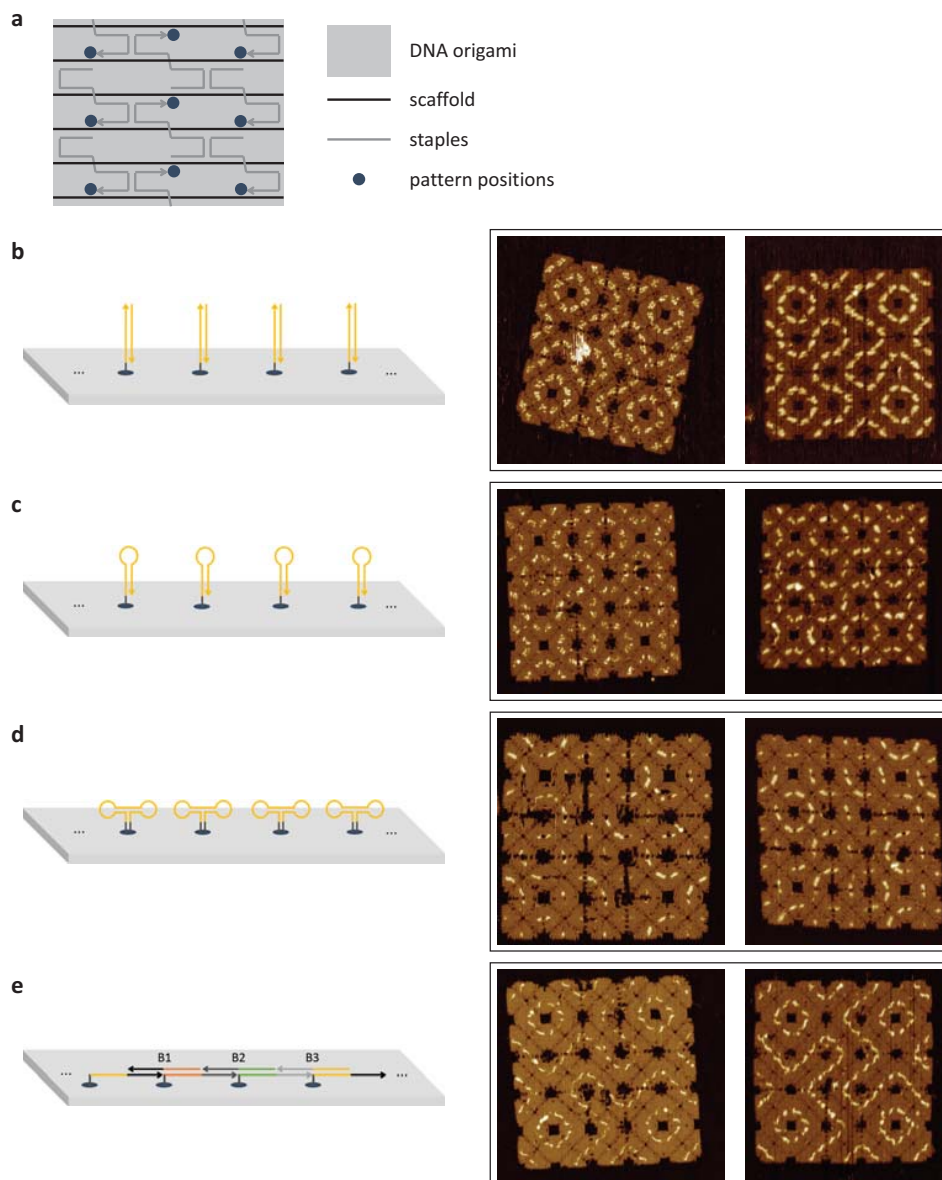 a
DNA origami
scaffold
staples
pattern positions
b
... ...
c
... ...
d
... ...
e
... B1 B2 B3 ...